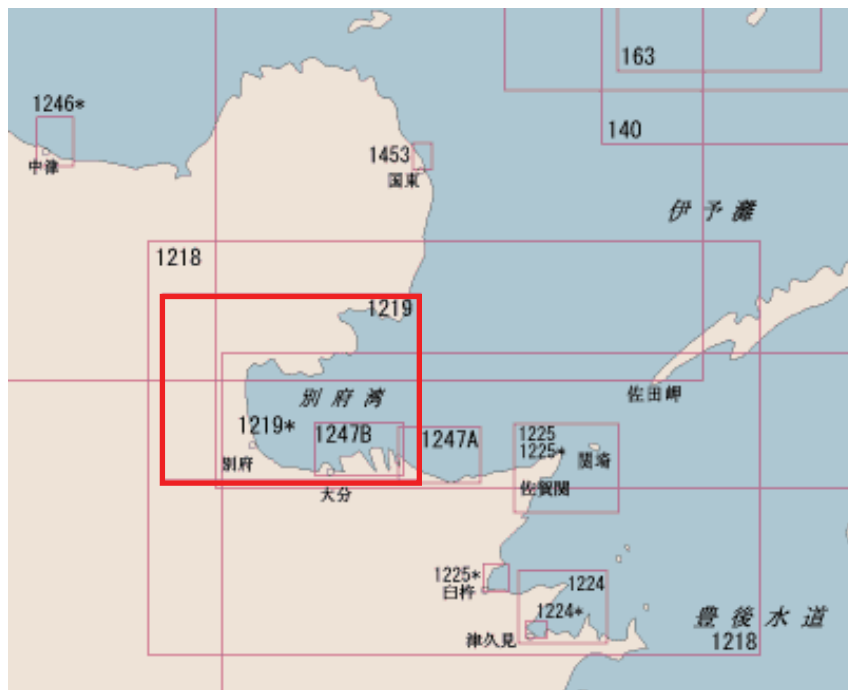 163
1246*
140
1453
中津
国東
伊予灘
1218
1219
佐田岬
別府湾
1219*
1247B
1247A
1225
1225*
関埼
別府
佐賀関
大分
1225*
臼杵
1224
1224*
豊後水道
津久見
1218